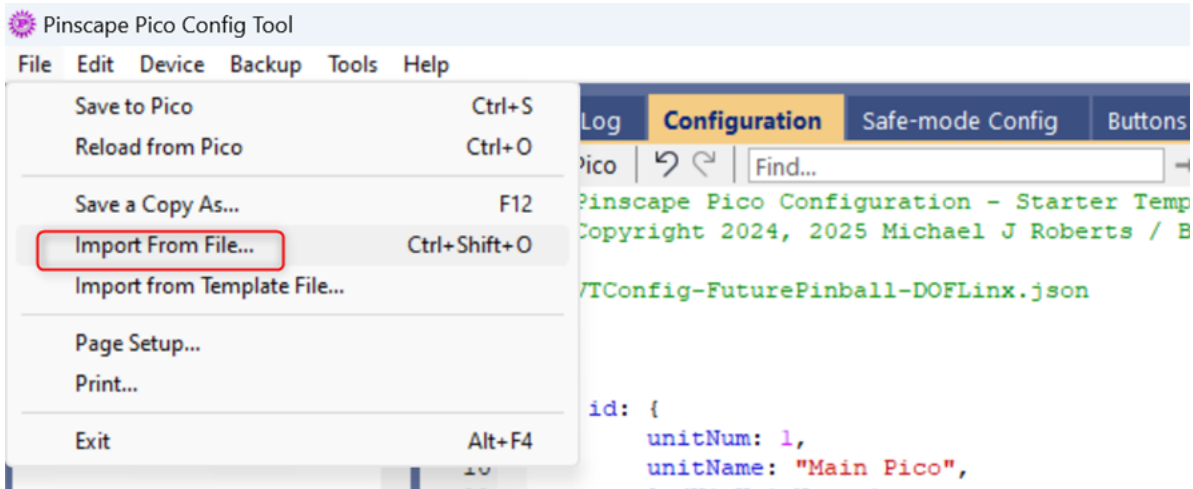 Pinscape Pico Config Tool
File Edit Device Backup Tools Help
Save to Pico Ctrl+S
Reload from Pico Ctrl+O
Save a Copy As... F12
Import From File... Ctrl+Shift+O
Import from Template File...
Page Setup...
Print...
Exit Alt+F4
Log Configuration Safe-mode Config Buttons
Pico Find...
Pinscape Pico Configuration - Starter Temp
Copyright 2024, 2025 Michael J Roberts / B
VTConfig-FuturePinball-DOFLinx.json
id: {
unitNum: 1,
unitName: "Main Pico",